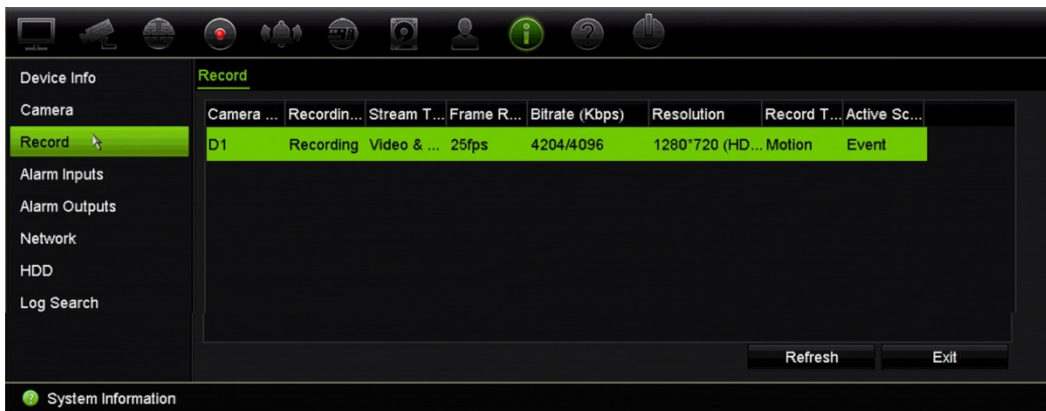 Device Info
Record
Camera
Camera ... Recordin... Stream T... Frame R... Bitrate (Kbps) Resolution Record T... Active Sc...
Record
D1 Recording Video & ... 25fps 4204/4096 1280*720 (HD... Motion Event
Alarm Inputs
Alarm Outputs
Network
HDD
Log Search
Refresh Exit
System Information